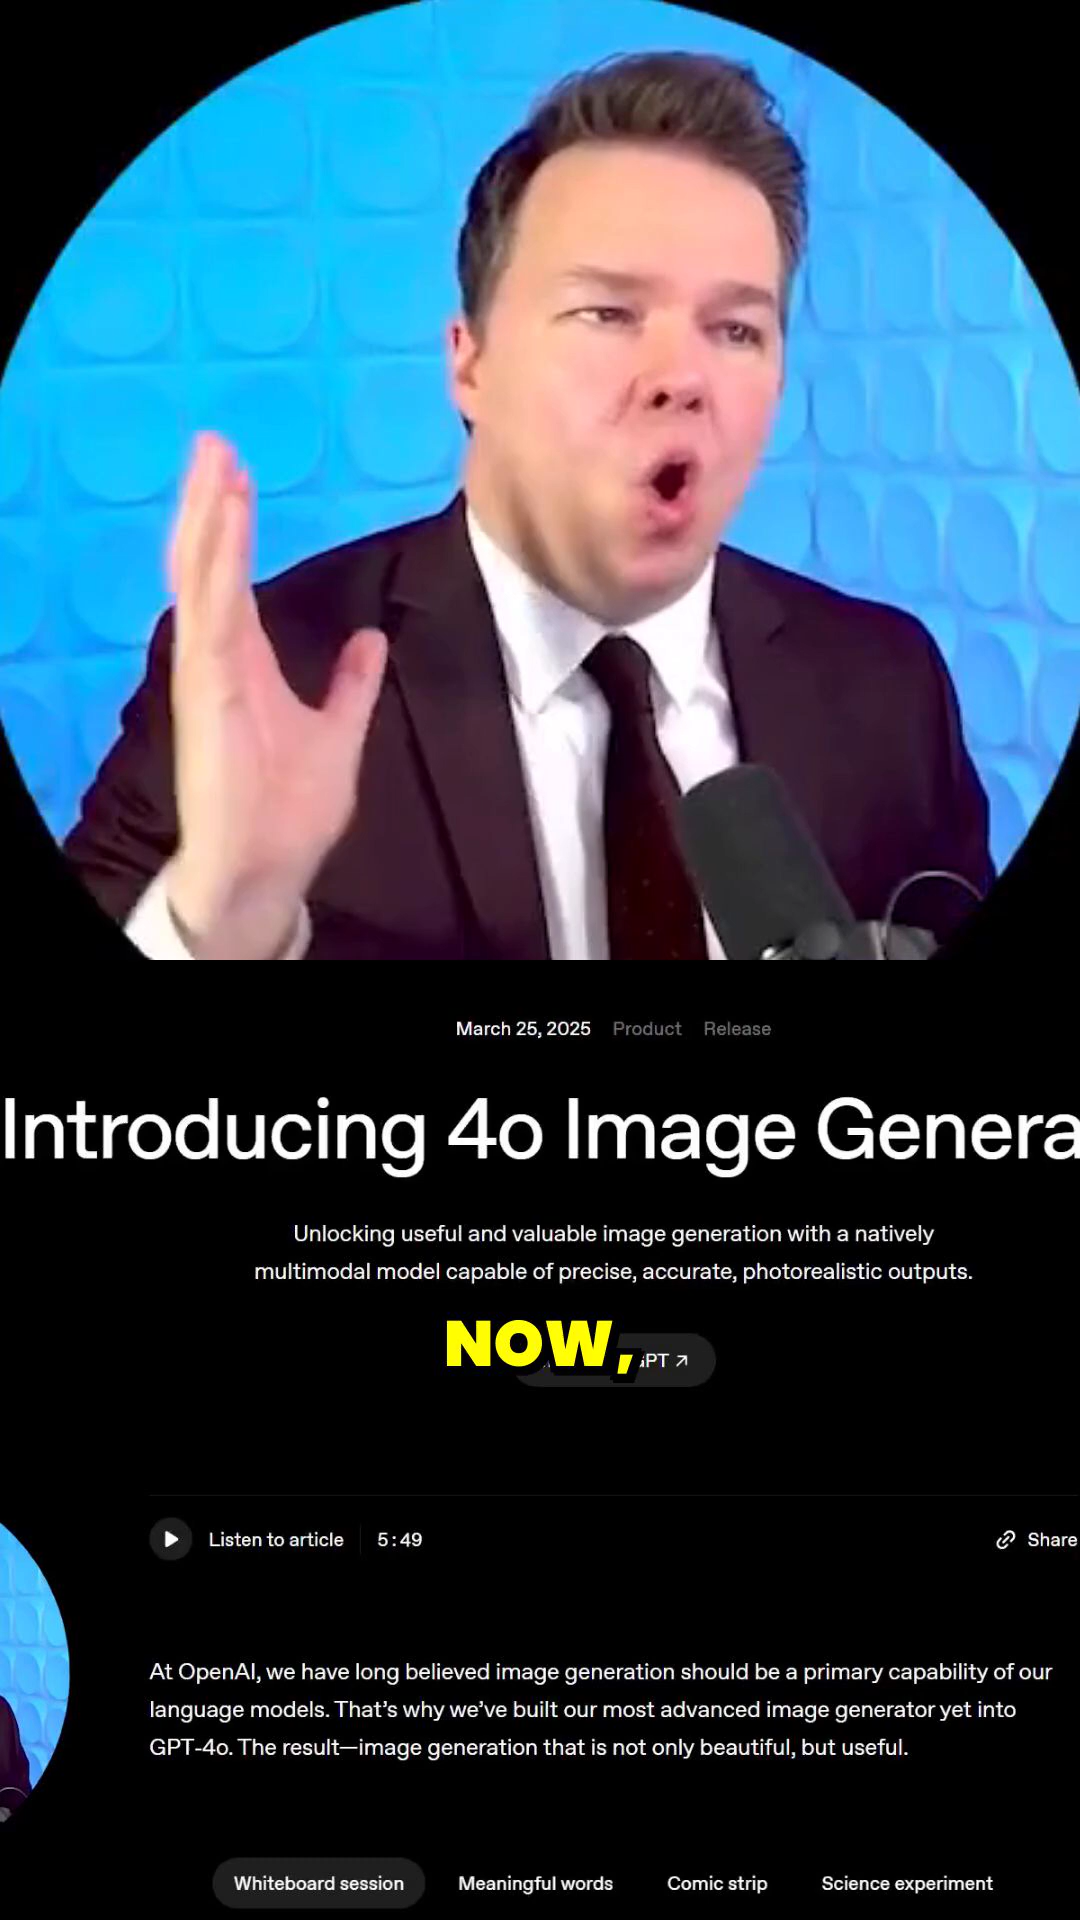 March 25, 2025 Product Release
Introducing 4o Image Genera
Unlocking useful and valuable image generation with a natively
multimodal model capable of precise, accurate, photorealistic outputs.
NOW,
GPT ↗
Listen to article 5:49 Share
At OpenAI, we have long believed image generation should be a primary capability of our
language models. That’s why we’ve built our most advanced image generator yet into
GPT-4o. The result—image generation that is not only beautiful, but useful.
Whiteboard session Meaningful words Comic strip Science experiment